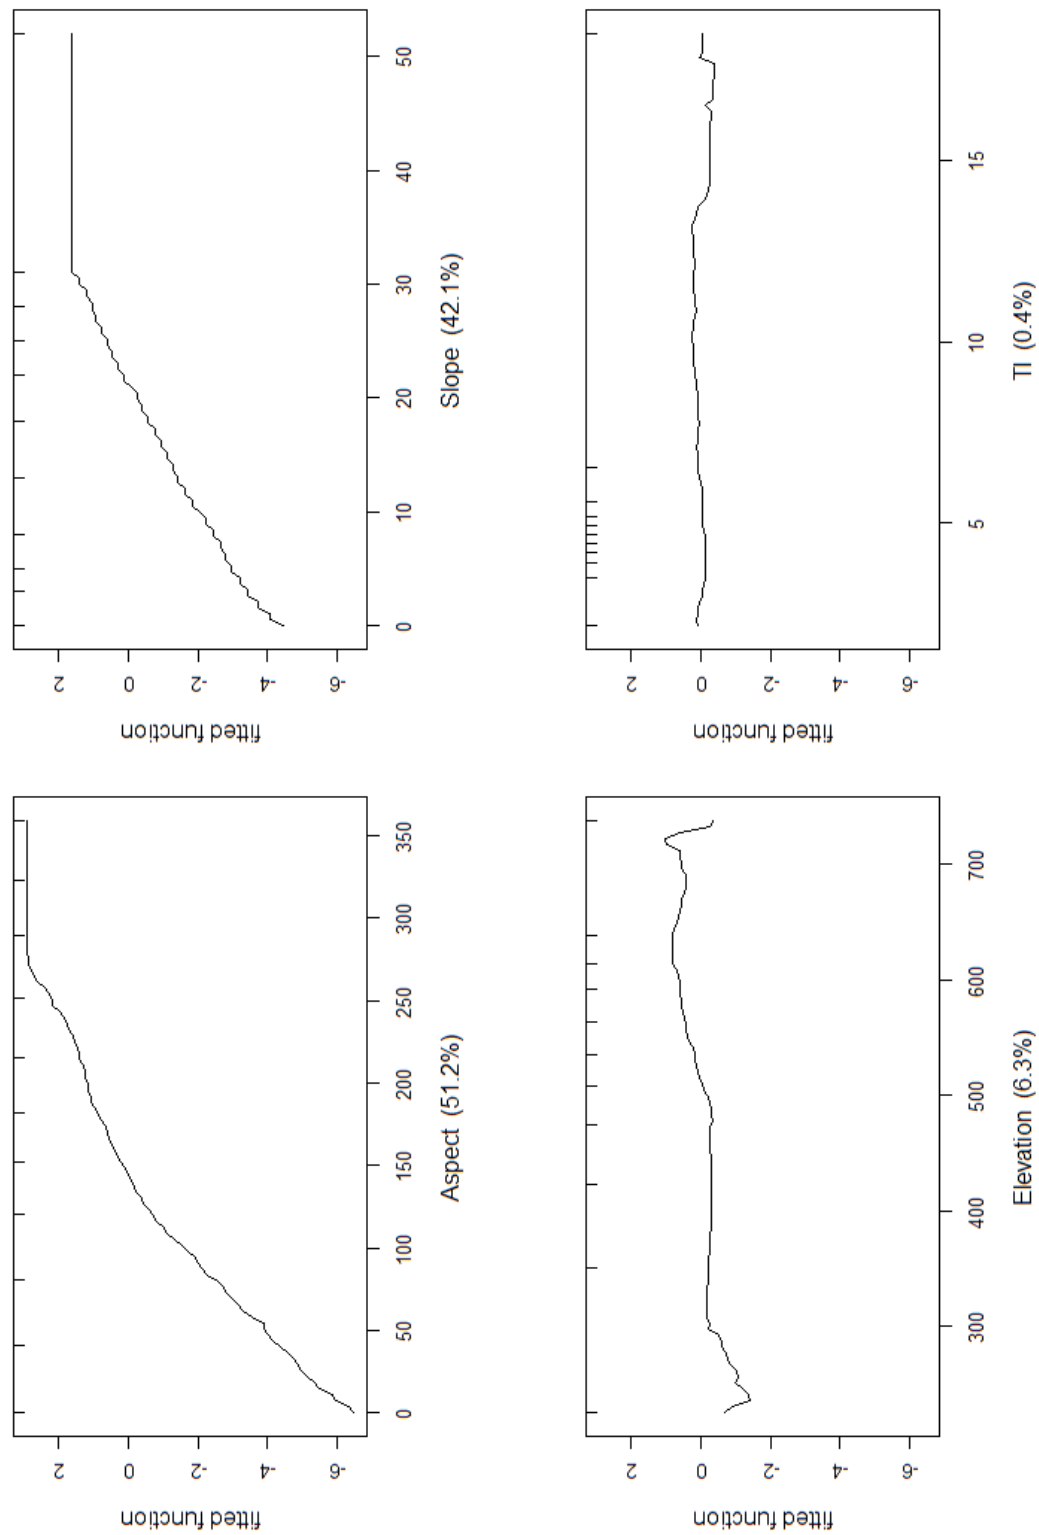 fitted function
2
0
-2
-4
-6
0 50 100 150 200 250 300 350
Aspect (51.2%)
fitted function
2
0
-2
-4
-6
0 10 20 30 40 50
Slope (42.1%)
fitted function
2
0
-2
-4
-6
300 400 500 600 700
Elevation (6.3%)
fitted function
2
0
-2
-4
-6
5 10 15
TI (0.4%)